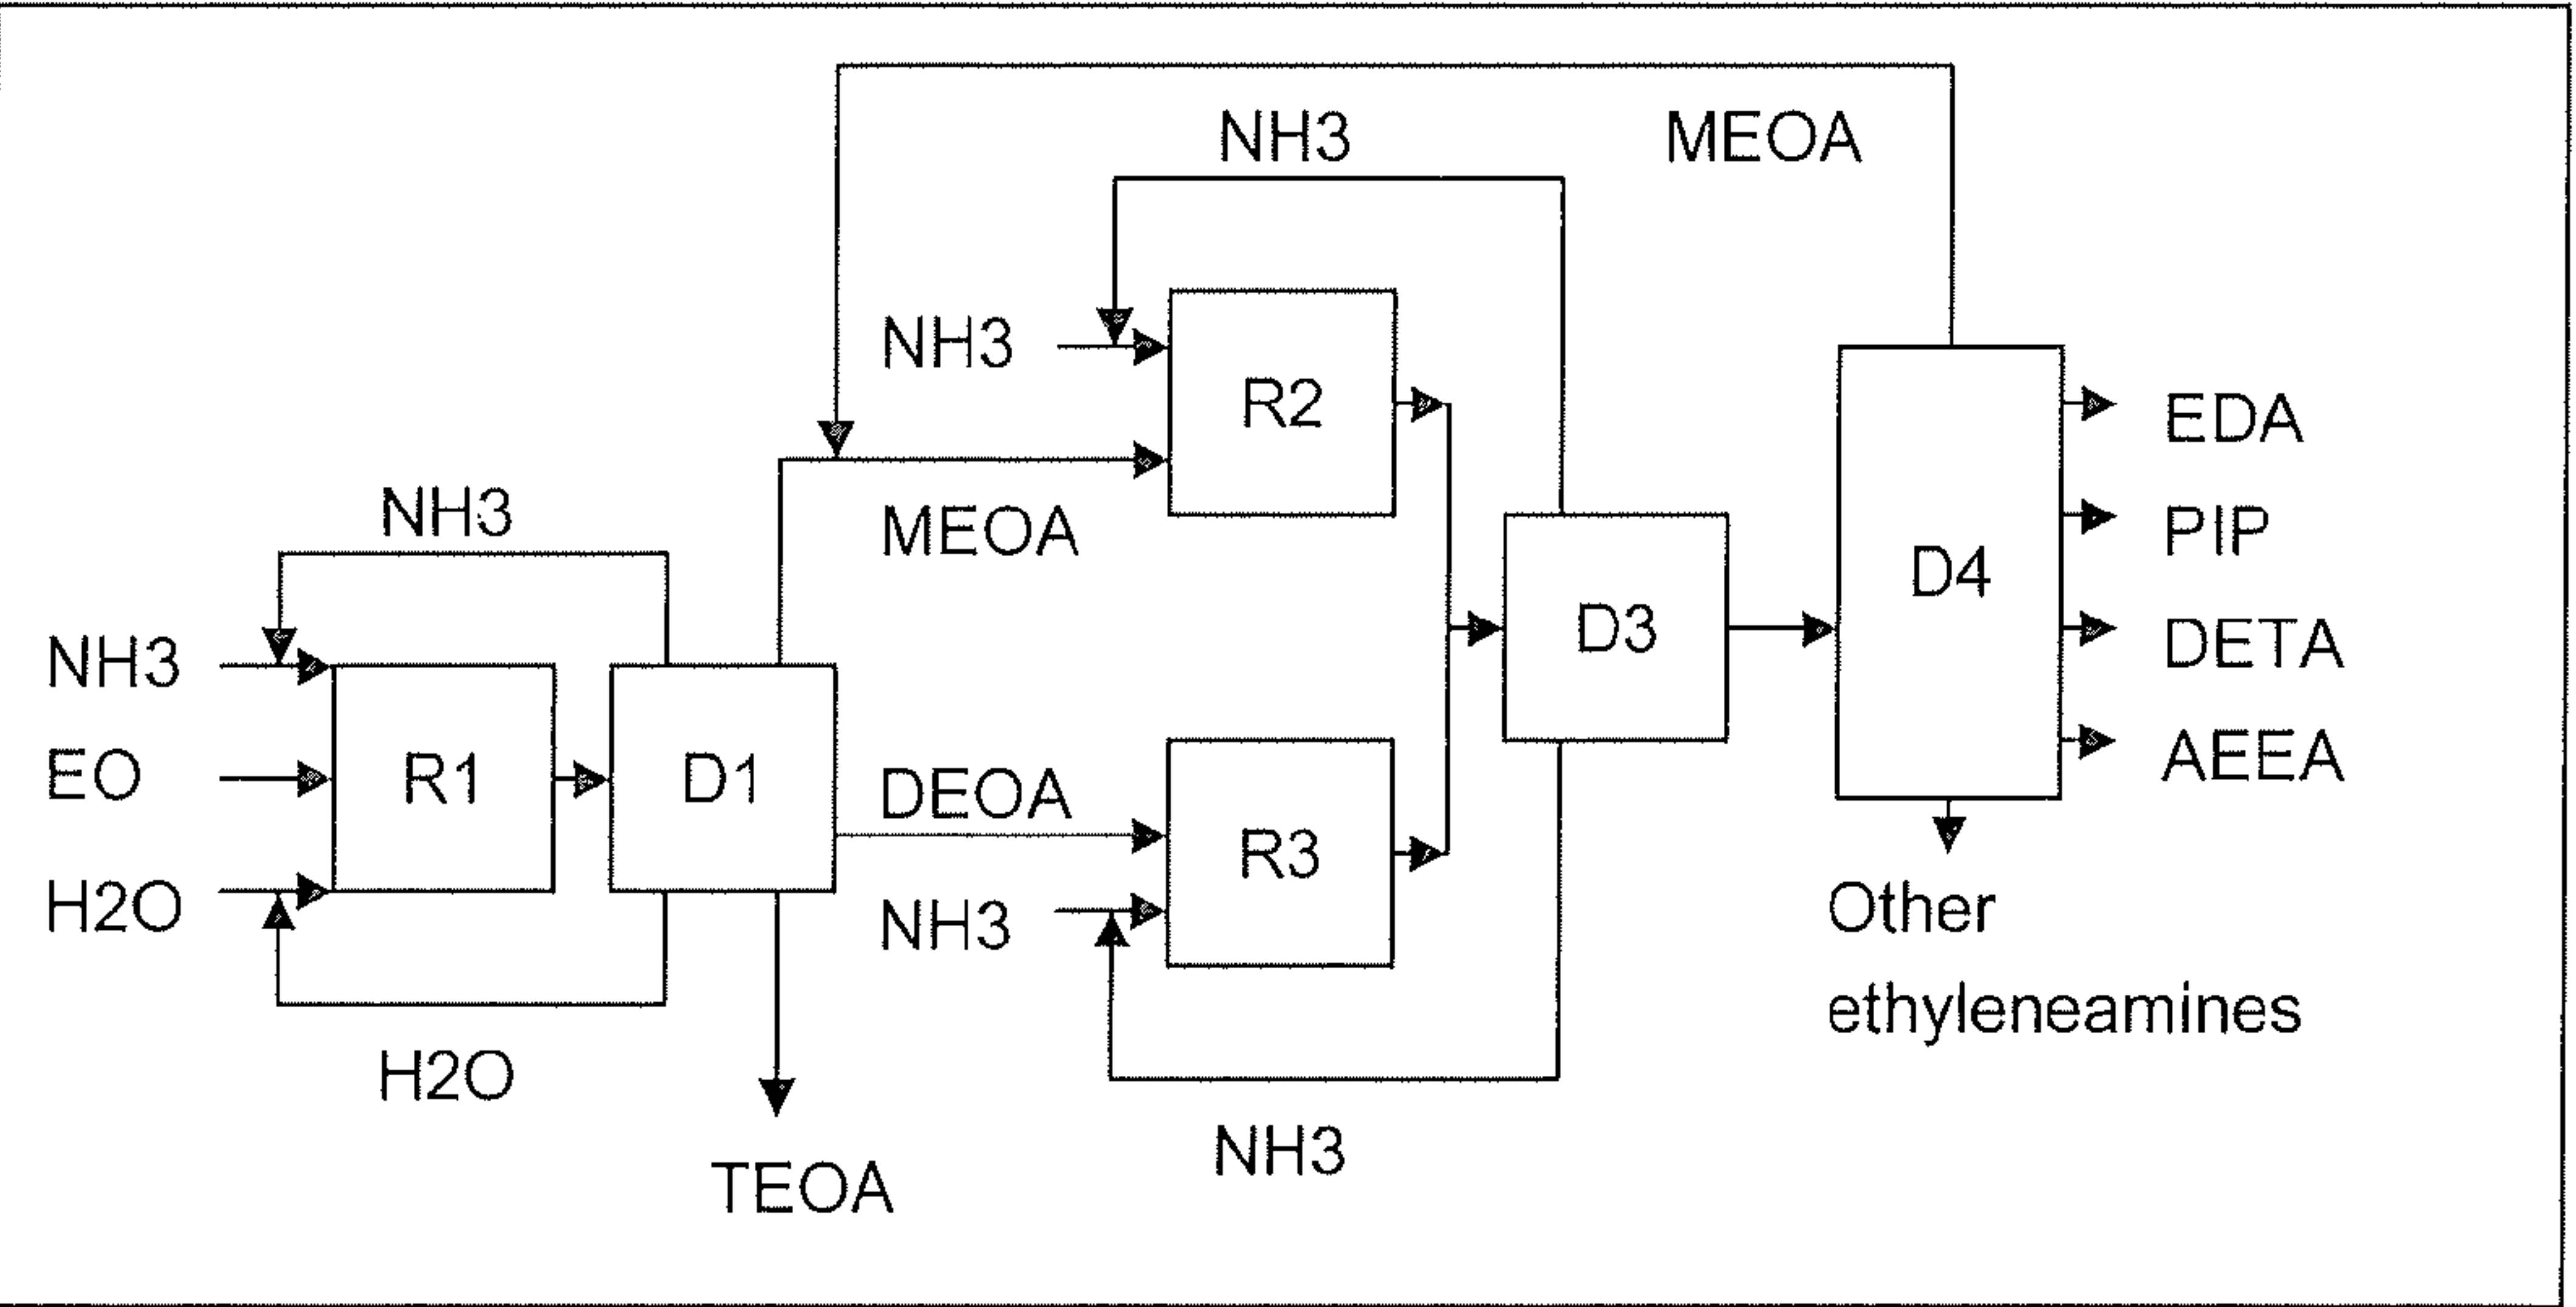 MEOA
NH3
NH3
R2
EDA
MEOA
PIP
NH3
D4
D3
DETA
NH3
EO
R1
D1
DEOA
AEEA
R3
H2O
NH3
Other
ethyleneamines
H2O
NH3
TEOA